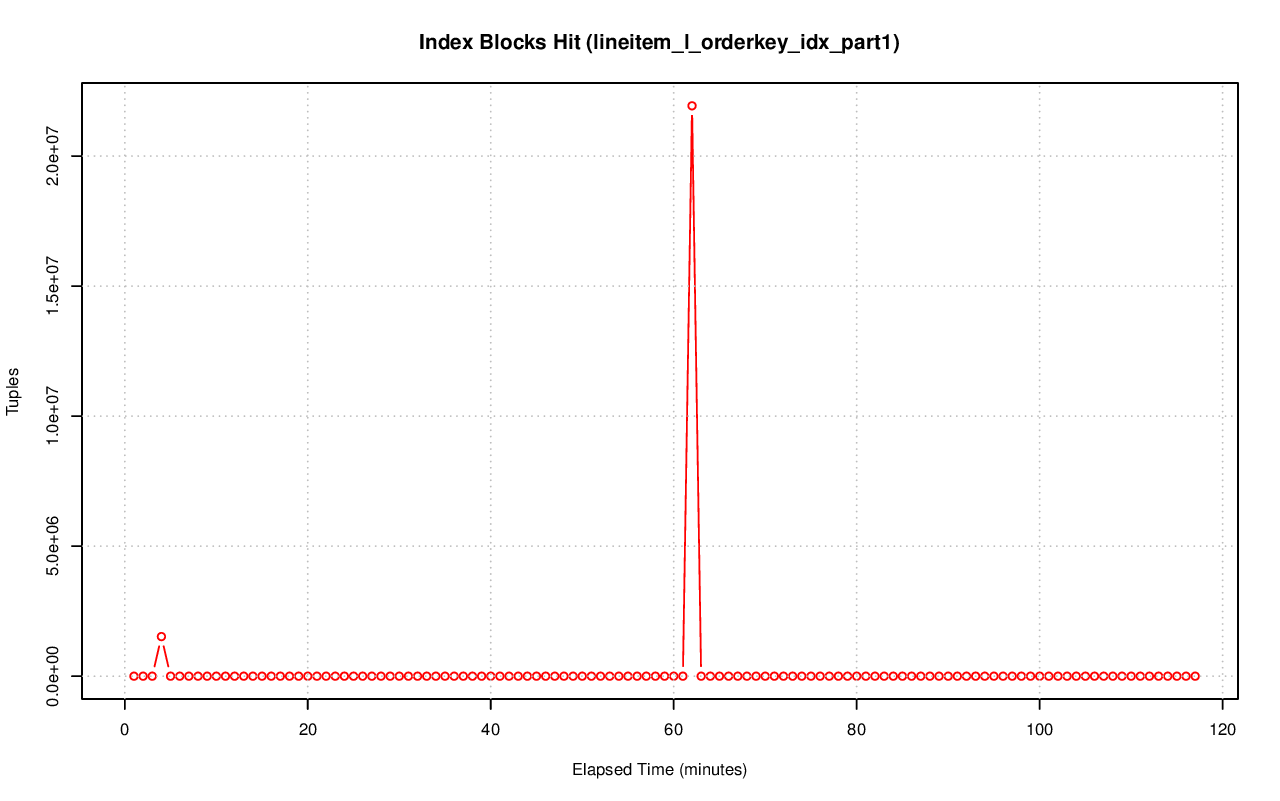 Index Blocks Hit (lineitem_l_orderkey_idx_part1)
Tuples
2.0e+07
1.5e+07
1.0e+07
5.0e+06
0.0e+00
0 20 40 60 80 100 120
Elapsed Time (minutes)